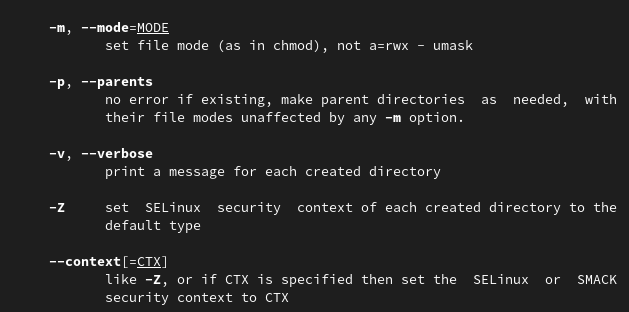 -m, --mode=MODE
set file mode (as in chmod), not a=rwx - umask
-p, --parents
no error if existing, make parent directories as needed, with
their file modes unaffected by any -m option.
-v, --verbose
print a message for each created directory
-Z set SELinux security context of each created directory to the
default type
--context[=CTX]
like -Z, or if CTX is specified then set the SELinux or SMACK
security context to CTX